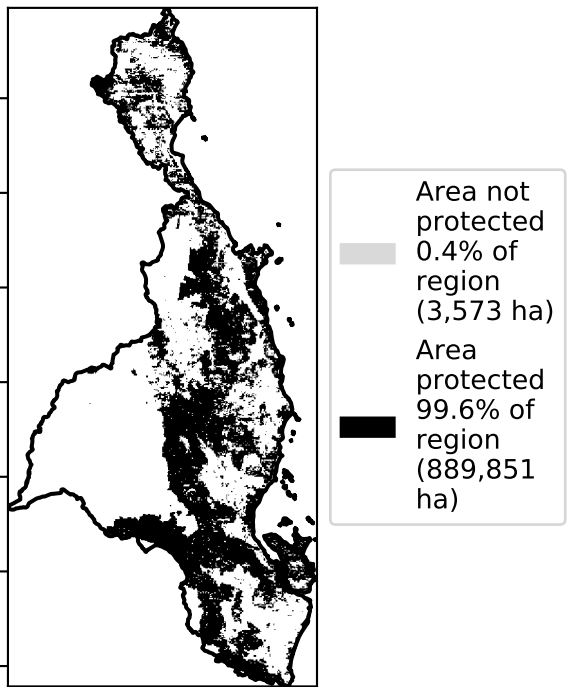 Area not
protected
0.4% of
region
(3,573 ha)
Area
protected
99.6% of
region
(889,851
ha)